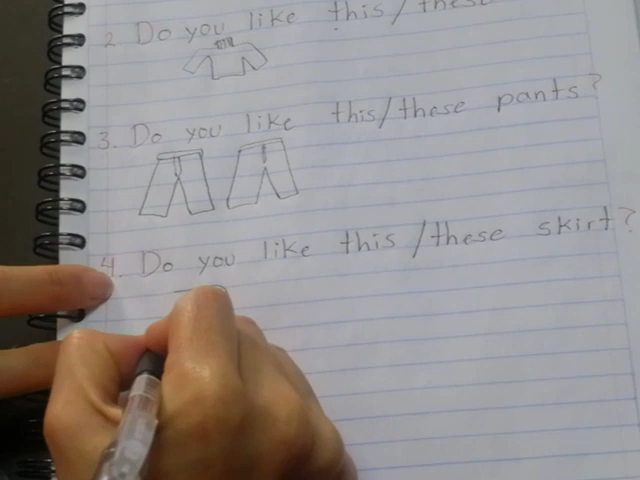 2 Do you like this/these
3. Do you like this/these pants?
4. Do you like this/these skirt?